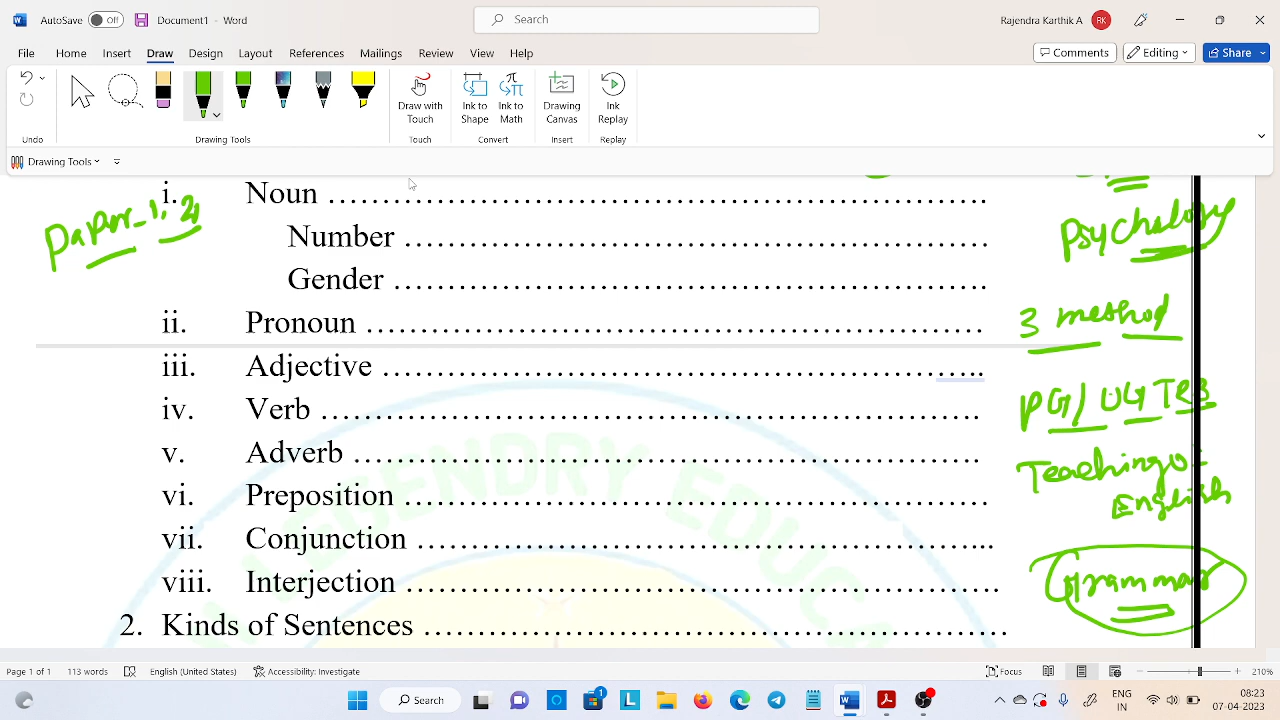 AutoSave Off Document1 - Word Search Rajendra Karthi A RK
File Home Insert Draw Design Layout References Mailings Review View Help Comments Editing Share
Undo Drawing Tools Draw with Touch Touch Ink to Shape Ink to Math Convert Drawing Canvas Insert Ink Replay Replay
Drawing Tools
i. Noun ……………………………………………………………….
Paper-1, 2
Number …………………………………………………………
Psychology
Gender ………………………………………………………….
ii. Pronoun ……………………………………………………………
3 method
iii. Adjective …………………………………………………………..
iv. Verb …………………………………………………………………
PG/ UG TRB
v. Adverb ………………………………………………………………
Teaching of
vi. Preposition …………………………………………………………
English
vii. Conjunction ………………………………………………………...
viii. Interjection ………………………………………………………….
Grammar
2. Kinds of Sentences …………………………………………………………
Page 1 of 1 113 words English (United States) Accessibility: Investigate Focus 210%
Search 1 L ENG IN 08:23 07-04-2023